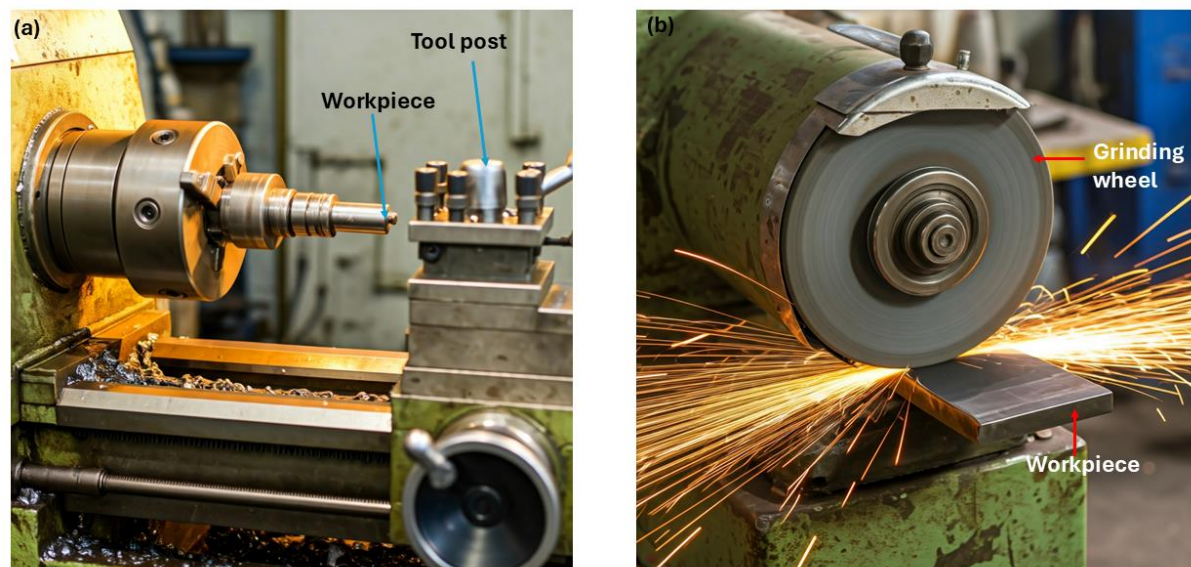 (a)
Tool post
Workpiece
(b)
Grinding
wheel
Workpiece